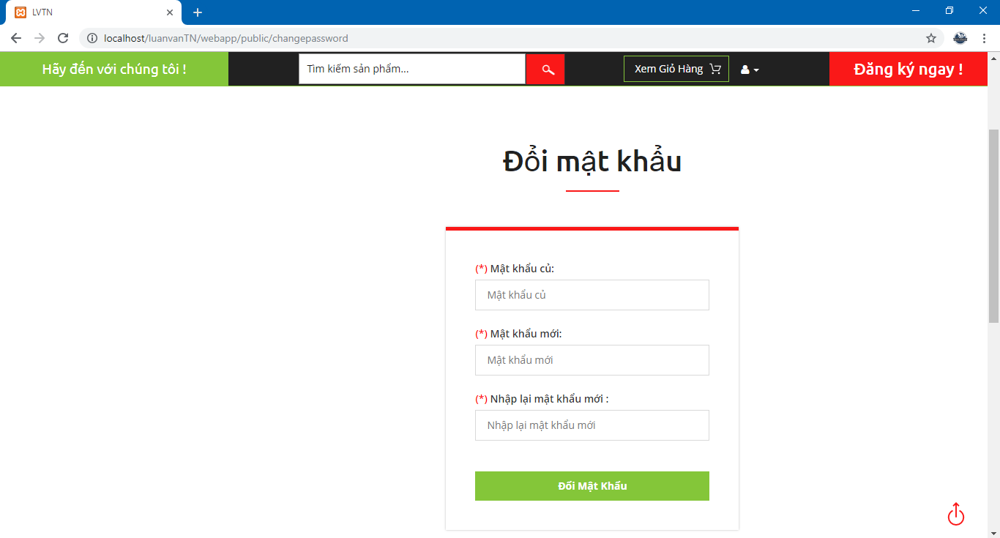 LVTN
localhost/luanvanTN/webapp/public/changepassword
Hãy đến với chúng tôi !
Tìm kiếm sản phẩm...
Xem Giỏ Hàng
Đăng ký ngay !
Đổi mật khẩu
(*) Mật khẩu củ:
Mật khẩu củ
(*) Mật khẩu mới:
Mật khẩu mới
(*) Nhập lại mật khẩu mới :
Nhập lại mật khẩu mới
Đổi Mật Khẩu